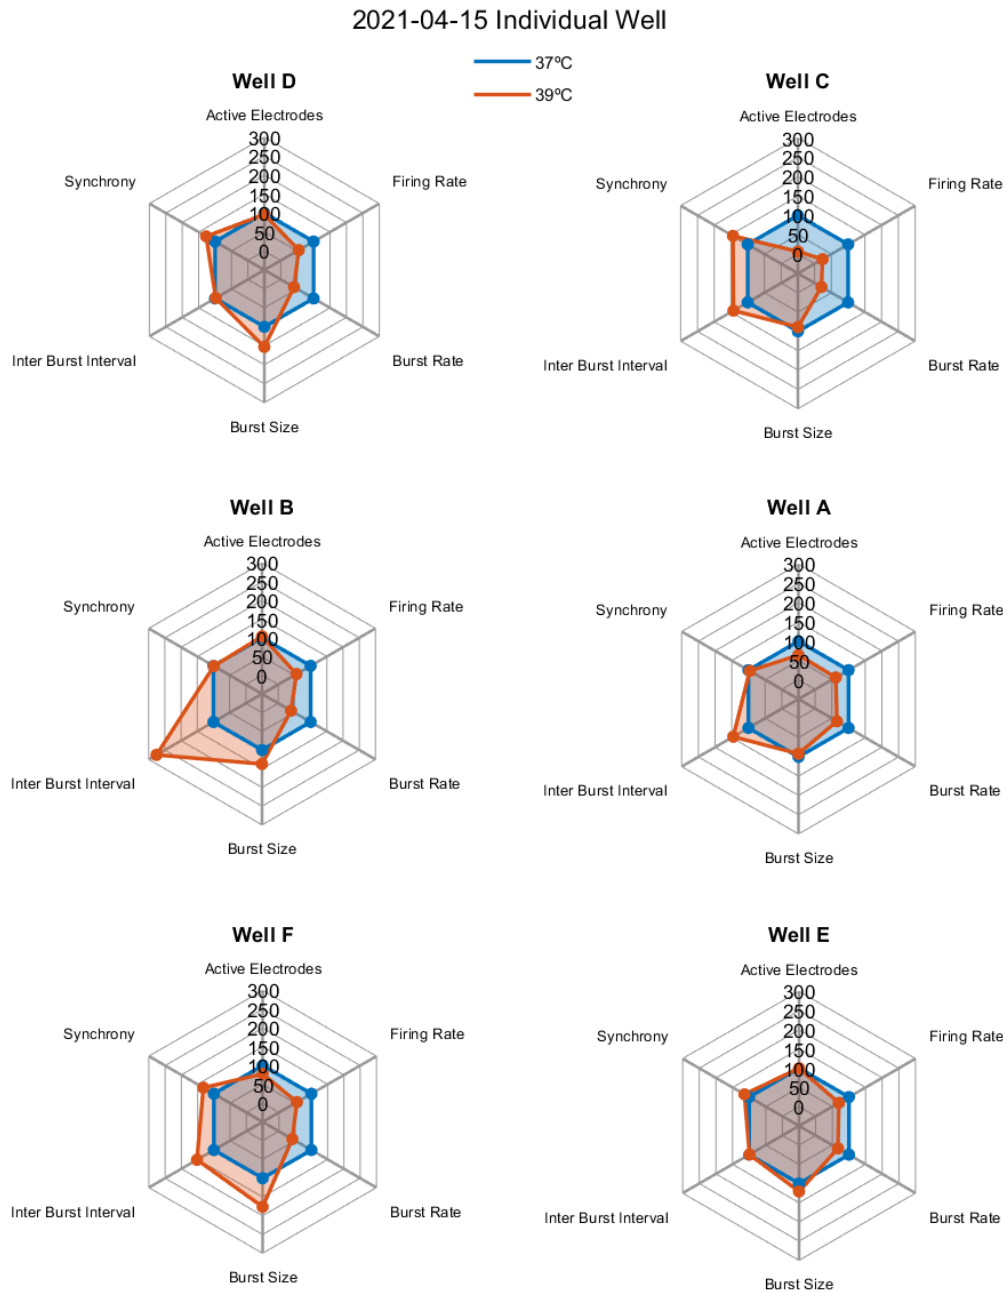 2021-04-15 Individual Well
37ºC
39ºC
Well D
Active Electrodes
300
250
200
150
100
50
0
Synchrony
Firing Rate
Inter Burst Interval
Burst Rate
Burst Size
Well C
Active Electrodes
300
250
200
150
100
50
0
Synchrony
Firing Rate
Inter Burst Interval
Burst Rate
Burst Size
Well B
Active Electrodes
300
250
200
150
100
50
0
Synchrony
Firing Rate
Inter Burst Interval
Burst Rate
Burst Size
Well A
Active Electrodes
300
250
200
150
100
50
0
Synchrony
Firing Rate
Inter Burst Interval
Burst Rate
Burst Size
Well F
Active Electrodes
300
250
200
150
100
50
0
Synchrony
Firing Rate
Inter Burst Interval
Burst Rate
Burst Size
Well E
Active Electrodes
300
250
200
150
100
50
0
Synchrony
Firing Rate
Inter Burst Interval
Burst Rate
Burst Size